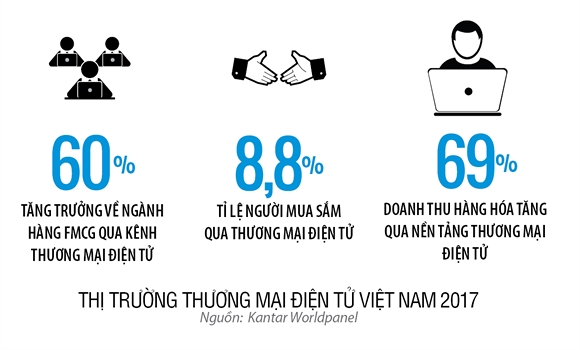 60%
TĂNG TRƯỞNG VỀ NGÀNH
HÀNG FMCG QUA KÊNH
THƯƠNG MẠI ĐIỆN TỬ
8,8%
TỈ LỆ NGƯỜI MUA SẮM
QUA THƯƠNG MẠI ĐIỆN TỬ
69%
DOANH THU HÀNG HÓA TĂNG
QUA NỀN TẢNG THƯƠNG MẠI
ĐIỆN TỬ
THỊ TRƯỜNG THƯƠNG MẠI ĐIỆN TỬ VIỆT NAM 2017
Nguồn: Kantar Worldpanel